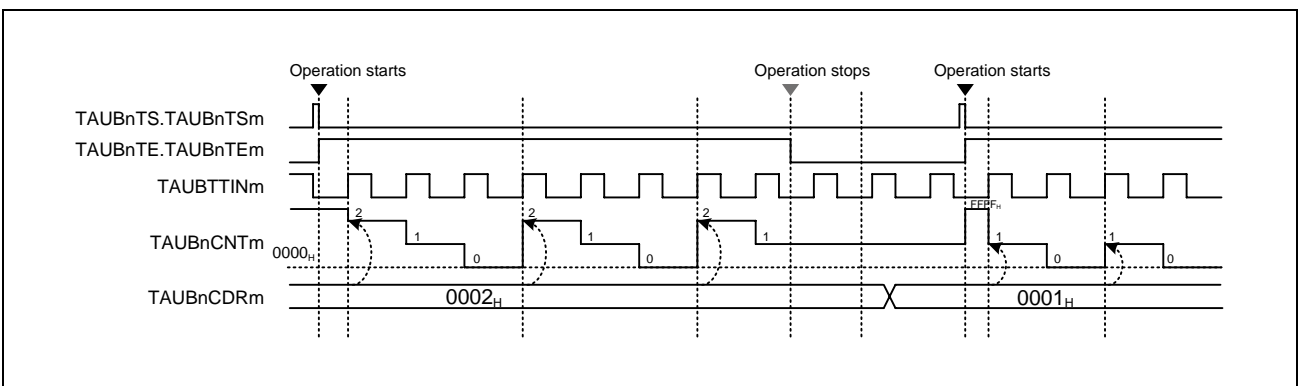 Operation starts Operation stops Operation starts
TAUBnTS.TAUBnTSm
TAUBnTE.TAUBnTEm
TAUBTTINm
FFFFH
2 2 2
TAUBnCNTm 1 1 1 1 1
0000H 0 0 0 0
TAUBnCDRm 0002H 0001H